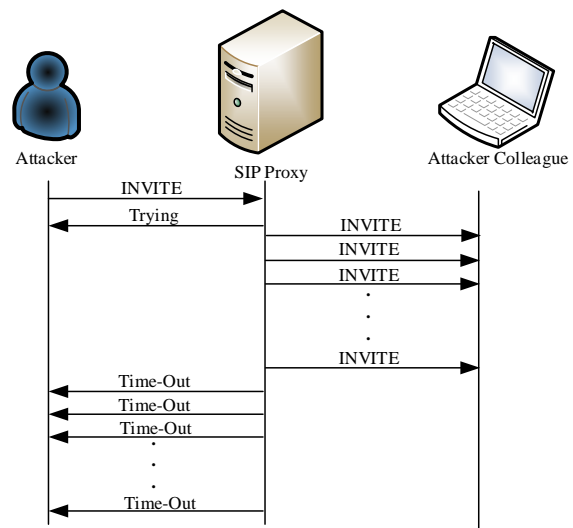 Attacker
SIP Proxy
Attacker Colleague
INVITE
Trying
INVITE
INVITE
INVITE
.
.
.
INVITE
Time-Out
Time-Out
Time-Out
.
.
.
Time-Out